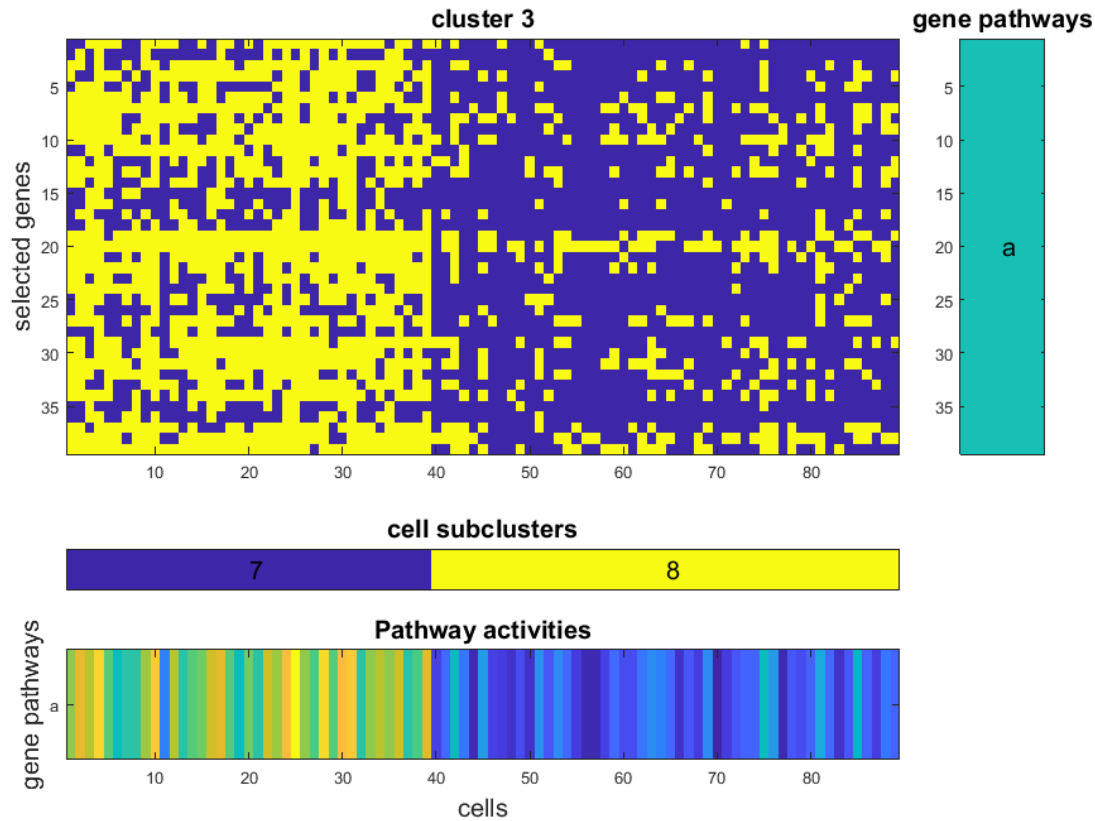 cluster 3
gene pathways
selected genes
5
10
15
20
25
30
35
10 20 30 40 50 60 70 80
5
10
15
20
25
30
35
a
cell subclusters
7 8
Pathway activities
gene pathways
a
10 20 30 40 50 60 70 80
cells